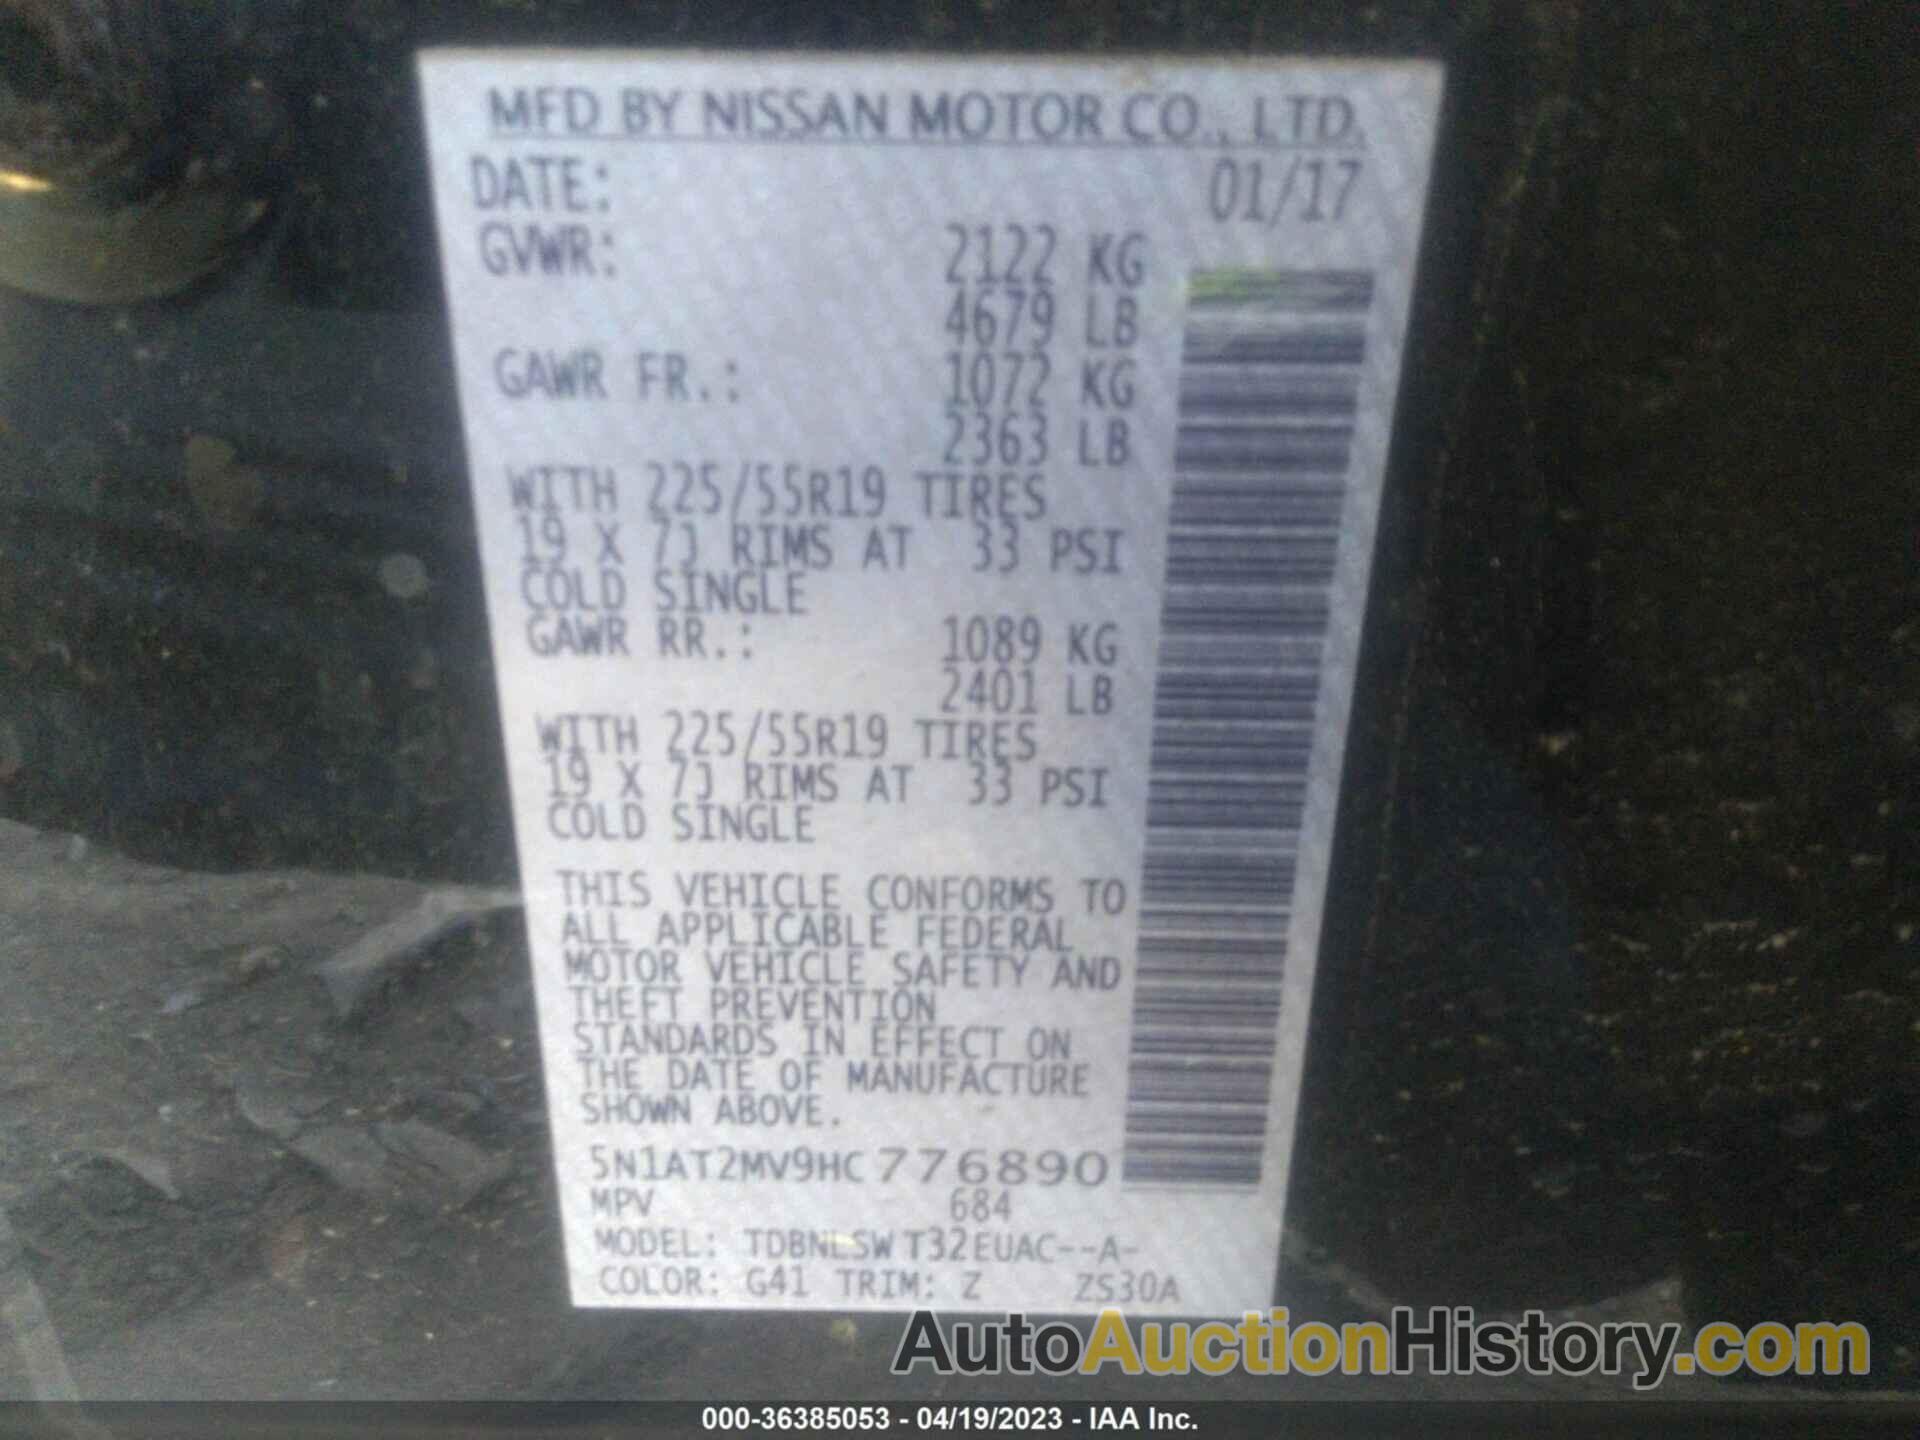 MFD BY NISSAN MOTOR CO., LTD.
DATE: 01/17
GVWR: 2122 KG
4679 LB
GAWR FR.: 1072 KG
2363 LB
WITH 225/55R19 TIRES
19 X 7J RIMS AT 33 PSI
COLD SINGLE
GAWR RR.: 1089 KG
2401 LB
WITH 225/55R19 TIRES
19 X 7J RIMS AT 33 PSI
COLD SINGLE
THIS VEHICLE CONFORMS TO
ALL APPLICABLE FEDERAL
MOTOR VEHICLE SAFETY AND
THEFT PREVENTION
STANDARDS IN EFFECT ON
THE DATE OF MANUFACTURE
SHOWN ABOVE.
5N1AT2MV9HC776890
MPV 684
MODEL: TDBNLSW T32EUAC--A-
COLOR: G41 TRIM: Z ZS30A
AutoAuctionHistory.com
000-36385053 - 04/19/2023 - IAA Inc.